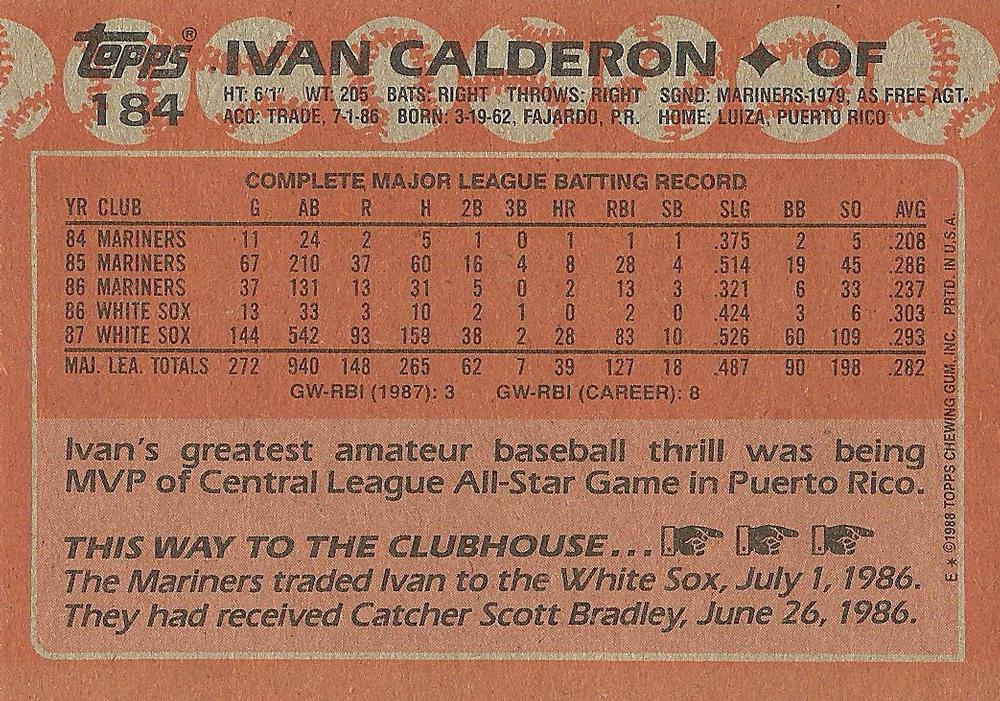 topps® IVAN CALDERON ✦ OF
184
HT: 6'1" WT: 205 BATS: RIGHT THROWS: RIGHT SGND: MARINERS-1979, AS FREE AGT.
ACQ: TRADE, 7-1-86 BORN: 3-19-62, FAJARDO, P.R. HOME: LUIZA, PUERTO RICO
COMPLETE MAJOR LEAGUE BATTING RECORD
YR CLUB G AB R H 2B 3B HR RBI SB SLG BB SO AVG
84 MARINERS 11 24 2 5 1 0 1 1 1 .375 2 5 .208
85 MARINERS 67 210 37 60 16 4 8 28 4 .514 19 45 .286
86 MARINERS 37 131 13 31 5 0 2 13 3 .321 6 33 .237
86 WHITE SOX 13 33 3 10 2 1 0 2 0 .424 3 6 .303
87 WHITE SOX 144 542 93 159 38 2 28 83 10 .526 60 109 .293
MAJ. LEA. TOTALS 272 940 148 265 62 7 39 127 18 .487 90 198 .282
GW-RBI (1987): 3 GW-RBI (CAREER): 8
Ivan's greatest amateur baseball thrill was being
MVP of Central League All-Star Game in Puerto Rico.
THIS WAY TO THE CLUBHOUSE...
The Mariners traded Ivan to the White Sox, July 1, 1986.
They had received Catcher Scott Bradley, June 26, 1986.
E * ©1988 TOPPS CHEWING GUM, INC. PRTD. IN U.S.A.